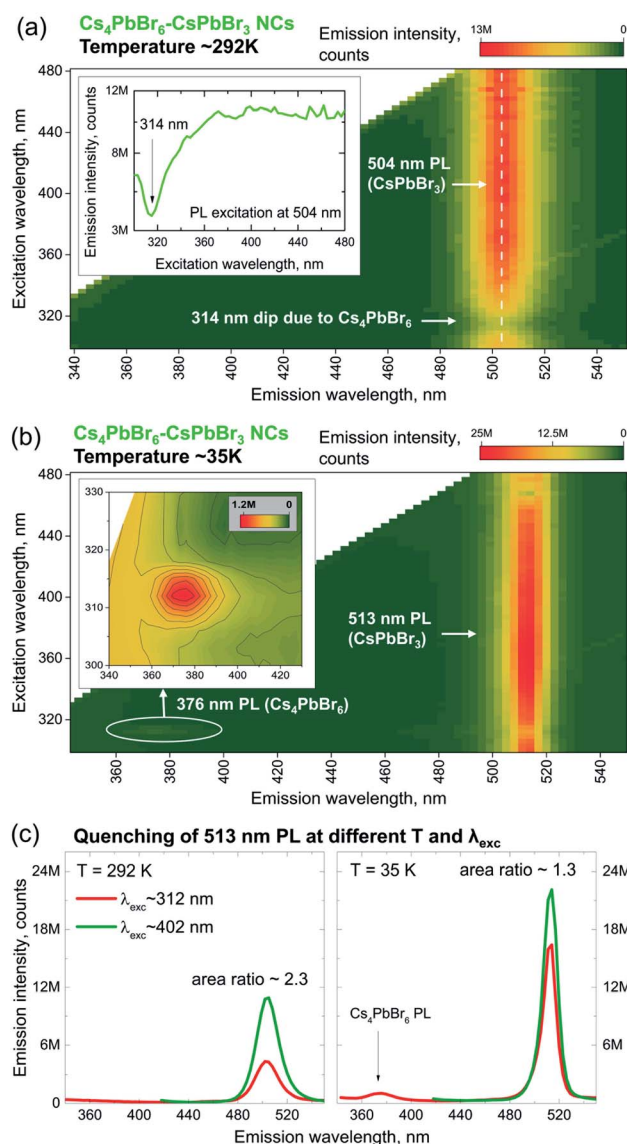 (a)
Cs₄PbBr₆-CsPbBr₃ NCs
Temperature ~292K
Emission intensity,
counts
13M 0
480
460
440
420
400
380
360
340
320
Excitation wavelength, nm
12M
8M
3M
Emission intensity, counts
314 nm
PL excitation at 504 nm
320 360 400 440 480
Excitation wavelength, nm
504 nm PL
(CsPbBr₃)
314 nm dip due to Cs₄PbBr₆
340 360 380 400 420 440 460 480 500 520 540
Emission wavelength, nm
(b)
Cs₄PbBr₆-CsPbBr₃ NCs
Temperature ~35K
Emission intensity,
counts
25M 12.5M 0
480
460
440
420
400
380
360
340
320
Excitation wavelength, nm
330
320
310
300
1.2M 0
340 360 380 400 420
513 nm PL
(CsPbBr₃)
376 nm PL (Cs₄PbBr₆)
360 380 400 420 440 460 480 500 520 540
Emission wavelength, nm
(c)
Quenching of 513 nm PL at different T and λexc
24M
18M
12M
6M
0
Emission intensity, counts
T = 292 K
λexc~312 nm
λexc~402 nm
area ratio ~ 2.3
360 400 440 480 520
T = 35 K
area ratio ~ 1.3
Cs₄PbBr₆ PL
24M
18M
12M
6M
360 400 440 480 520
Emission wavelength, nm